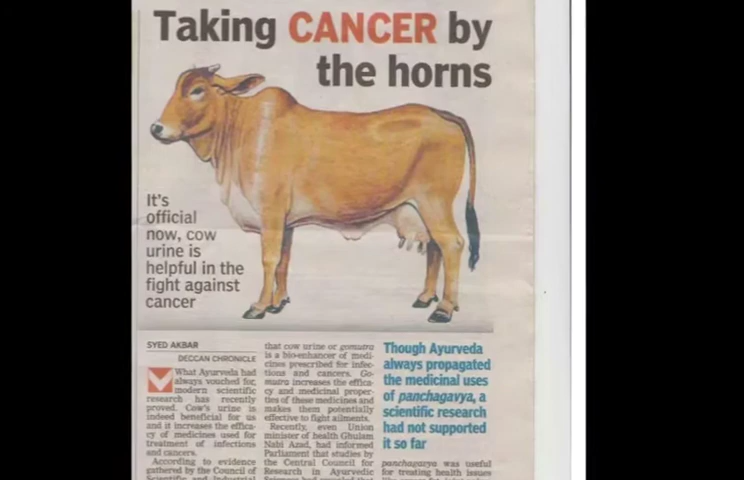 Taking CANCER by
the horns
It's
official
now, cow
urine is
helpful in the
fight against
cancer
SYED AKBAR
DECCAN CHRONICLE
What Ayurveda had
always vouched for,
modern scientific
research has recently
proved. Cow's urine is
indeed beneficial for us
and it increases the effica-
cy of medicines used for
treatment of infections
and cancers.
According to evidence
gathered by the Council of
Scientific and Industrial
that cow urine or gomutra
is a bio-enhancer of medi-
cines prescribed for infec-
tions and cancers. Go-
mutra increases the effica-
cy and medicinal proper-
ties of these medicines and
makes them potentially
effective to fight ailments.
Recently, even Union
minister of health Ghulam
Nabi Azad, had informed
Parliament that studies by
the Central Council for
Research in Ayurvedic
Though Ayurveda
always propagated
the medicinal uses
of panchagavya, a
scientific research
had not supported
it so far
panchagavya was useful
for treating health issues